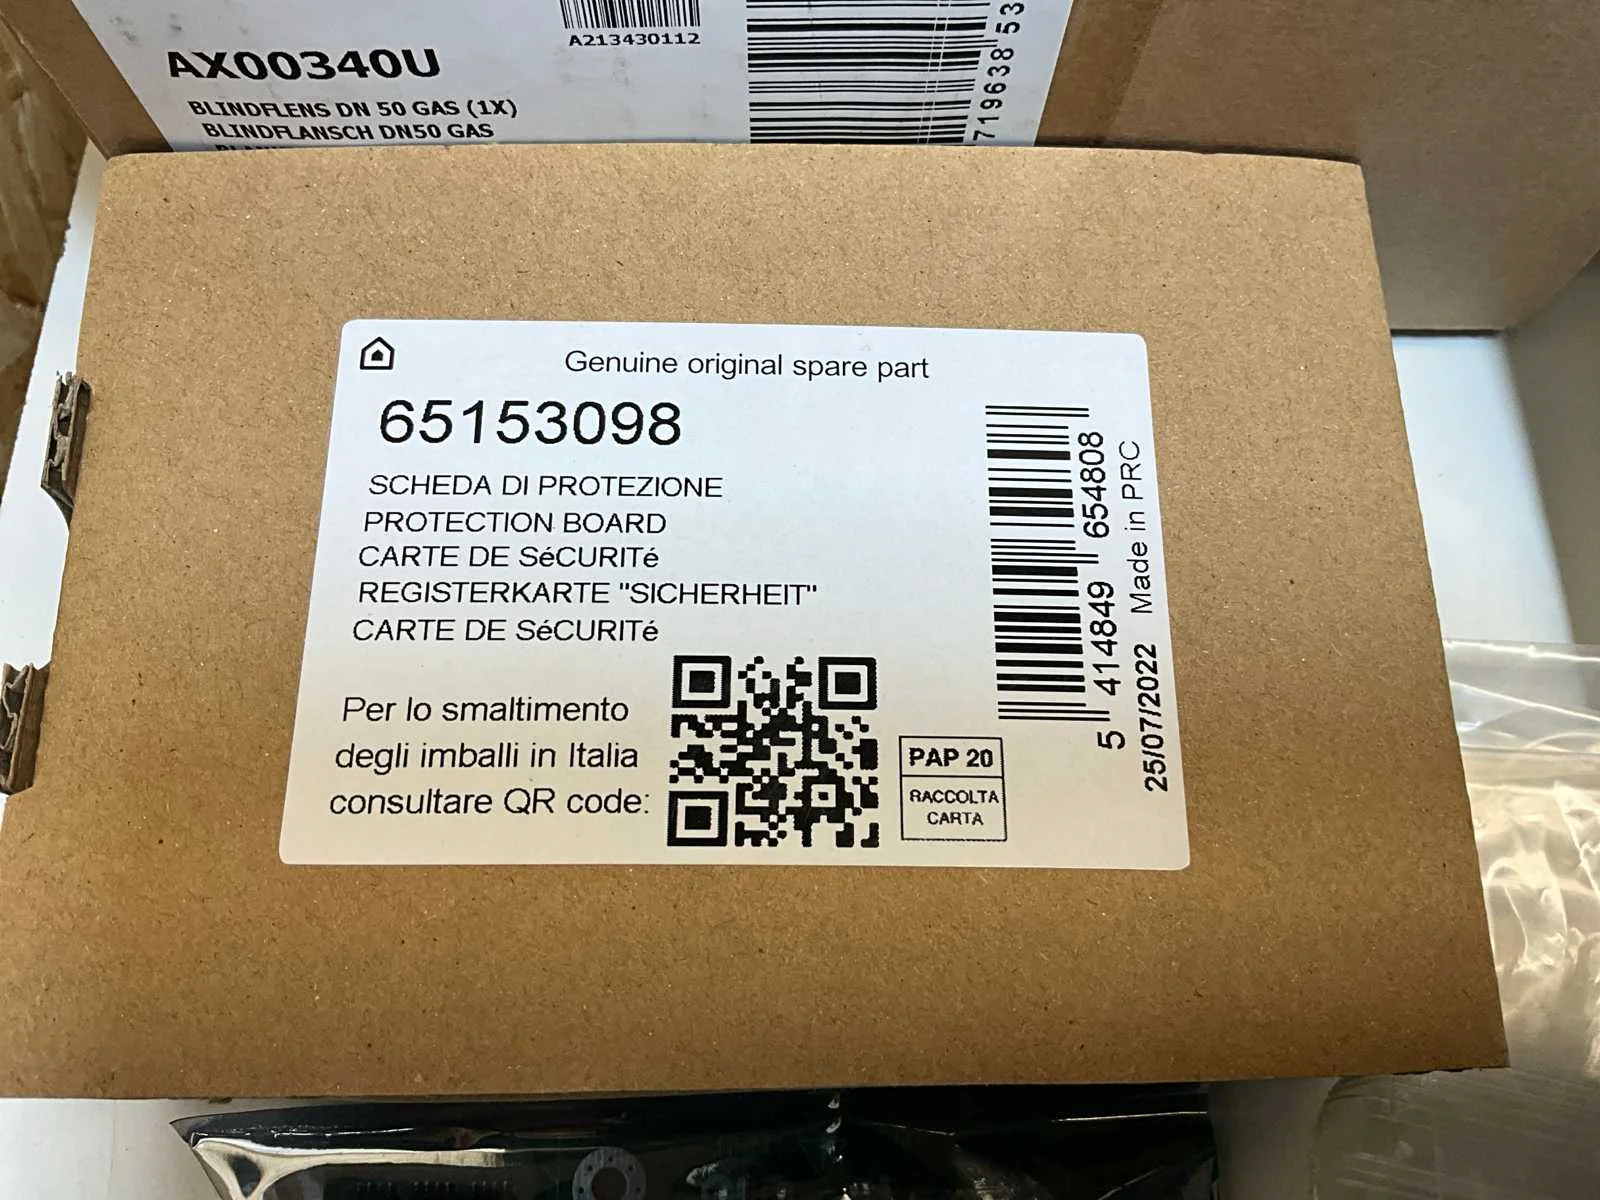 A213430112
AX00340U
BLINDFLENS DN 50 GAS (1X)
BLINDFLANSCH DN50 GAS
719638 53
Genuine original spare part
65153098
SCHEDA DI PROTEZIONE
PROTECTION BOARD
CARTE DE SéCURITé
REGISTERKARTE "SICHERHEIT"
CARTE DE SéCURITé
Per lo smaltimento
degli imballi in Italia
consultare QR code:
PAP 20
RACCOLTA
CARTA
5 414849 654808
25/07/2022 Made in PRC